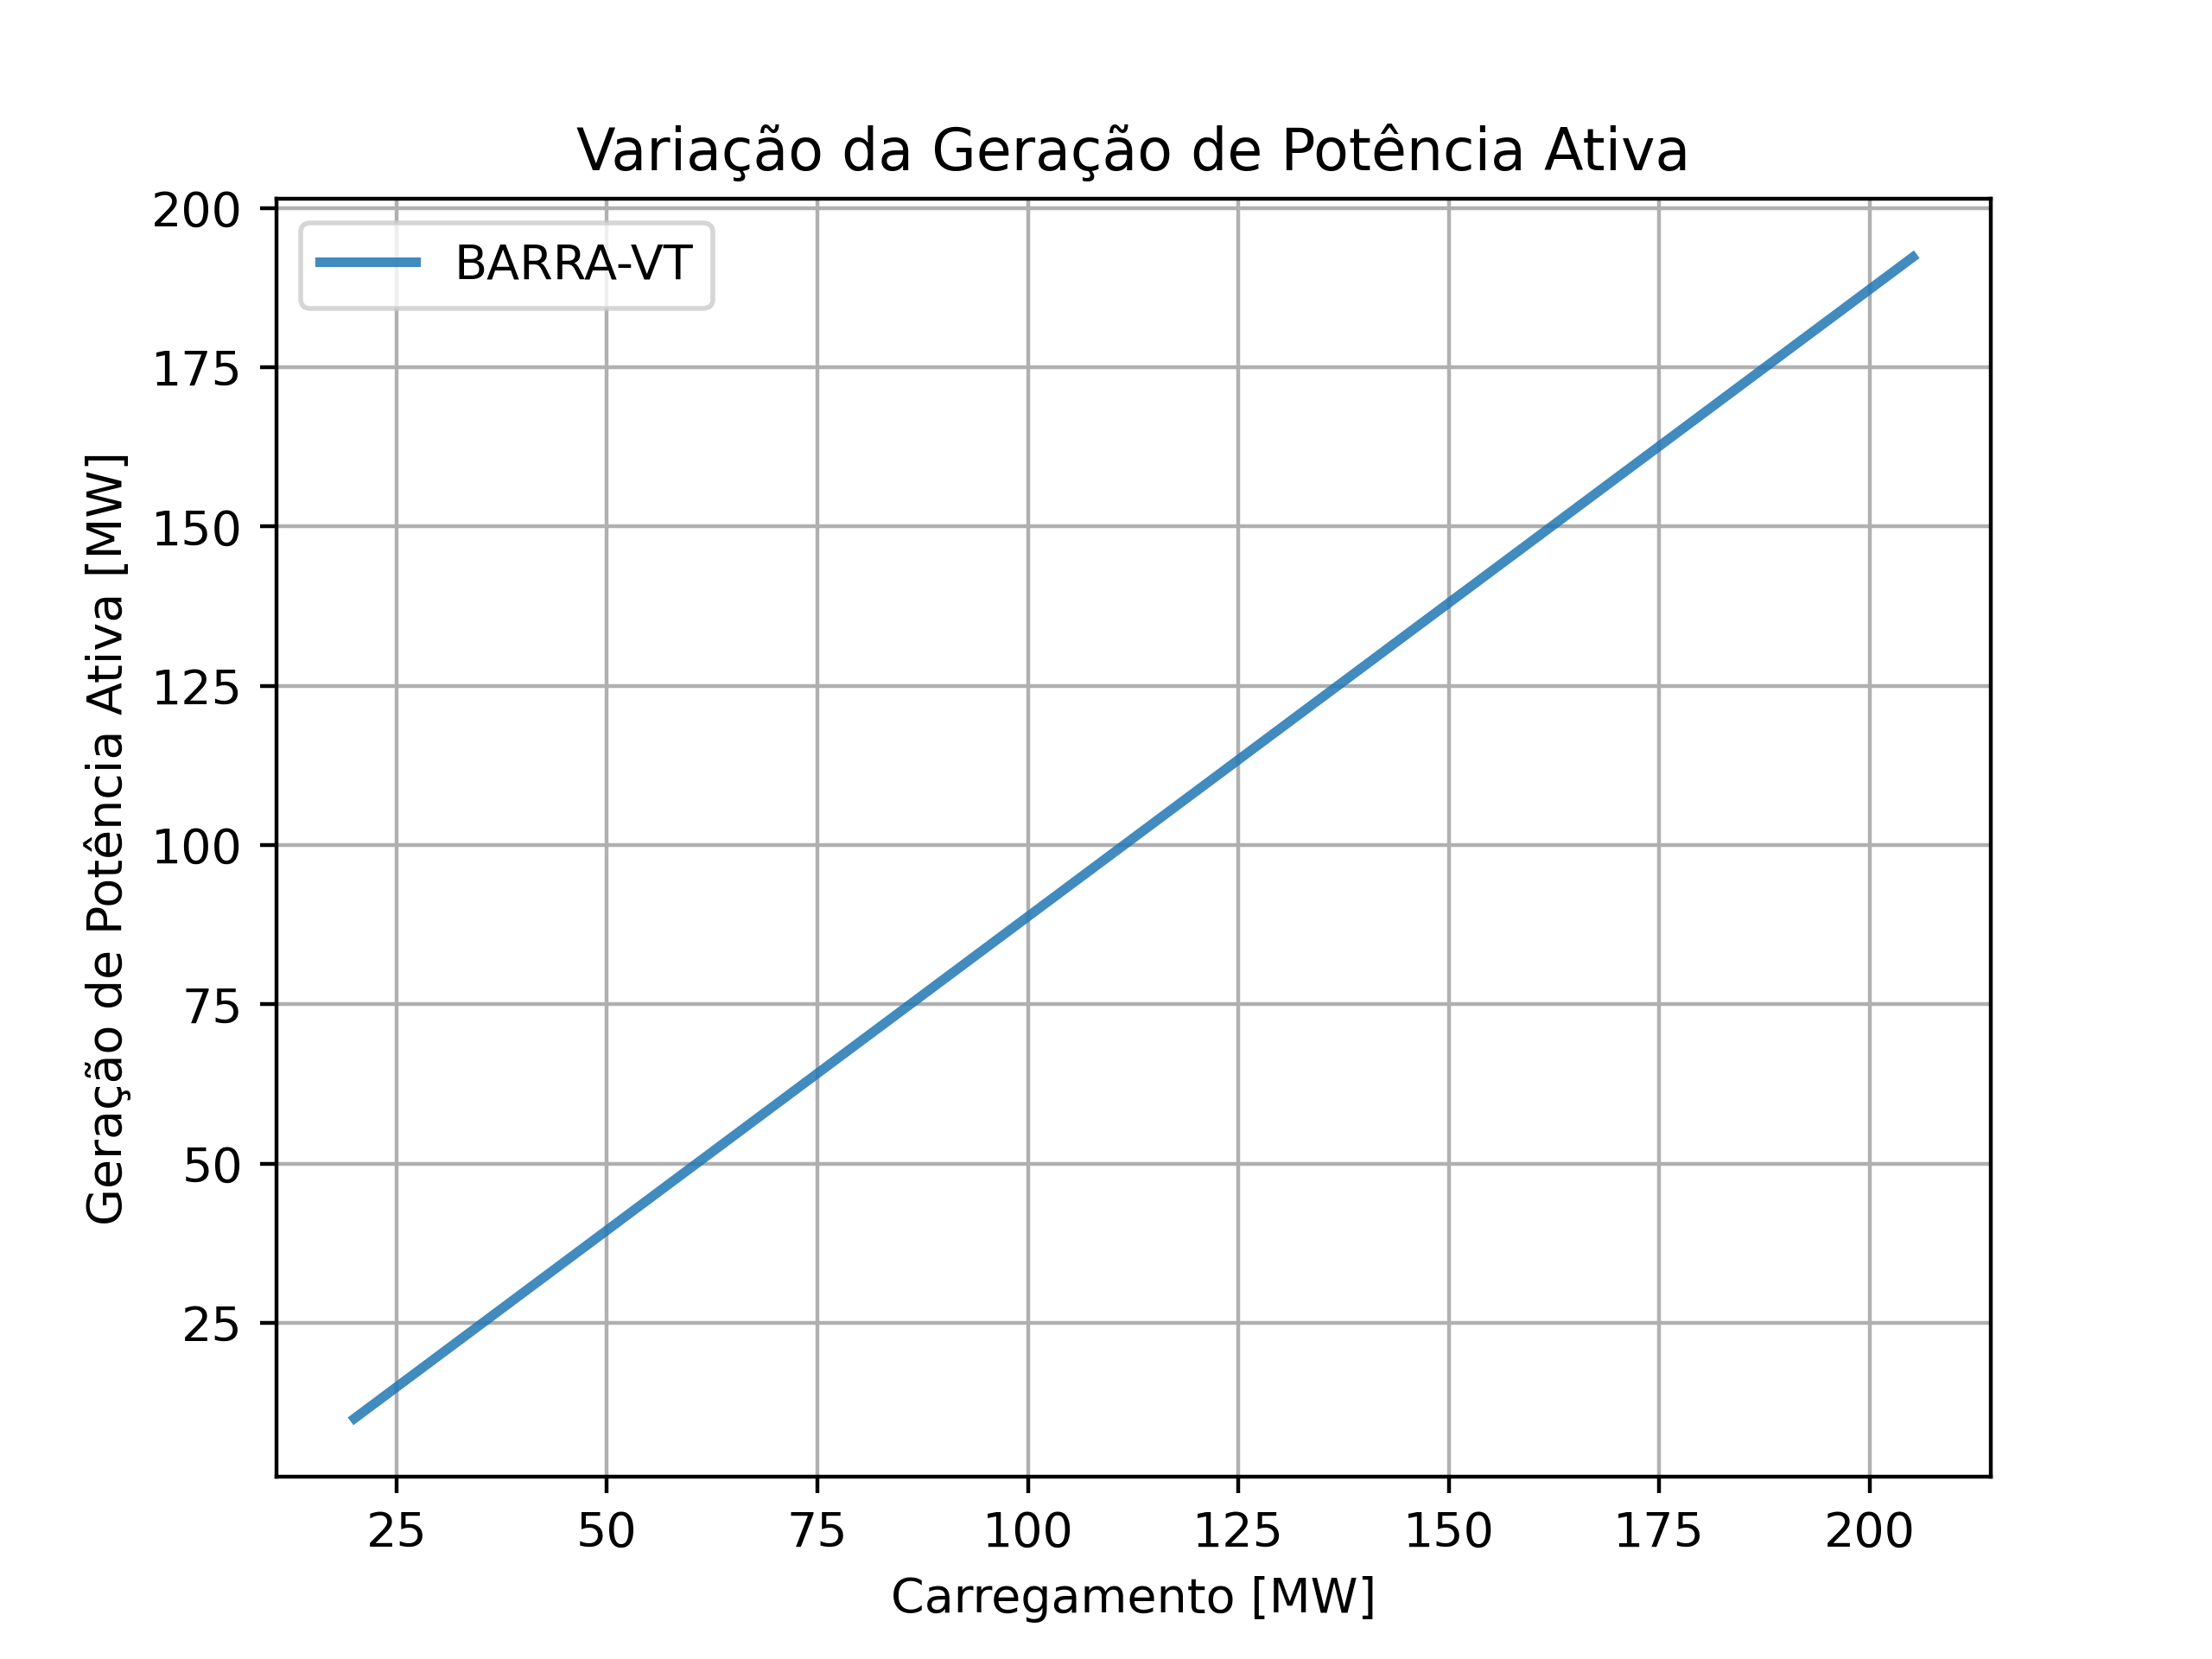 Variação da Geração de Potência Ativa
BARRA-VT
Geração de Potência Ativa [MW]
200
175
150
125
100
75
50
25
25 50 75 100 125 150 175 200
Carregamento [MW]